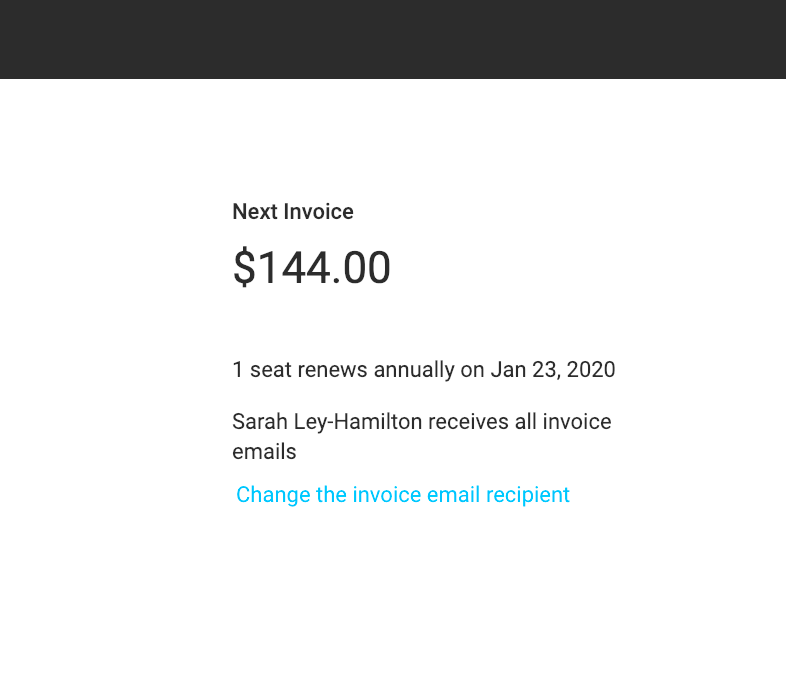 Next Invoice
$144.00
1 seat renews annually on Jan 23, 2020
Sarah Ley-Hamilton receives all invoice
emails
Change the invoice email recipient